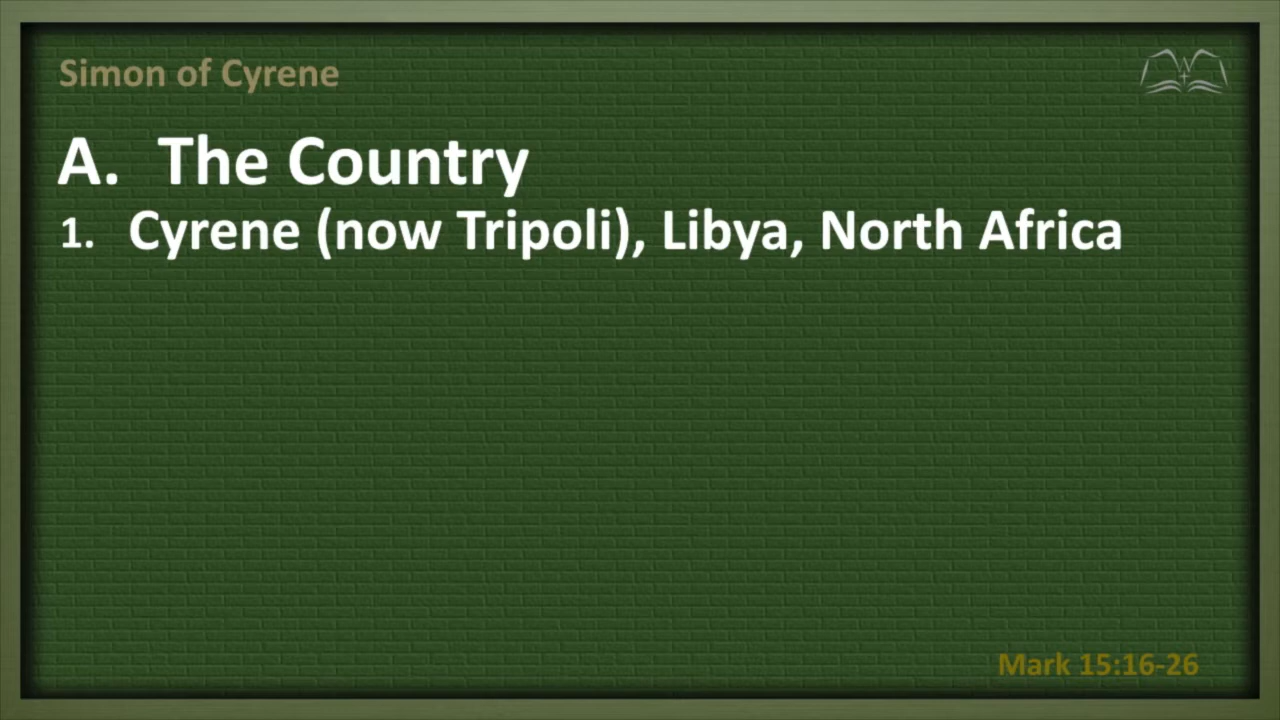 Simon of Cyrene
A. The Country
1. Cyrene (now Tripoli), Libya, North Africa
Mark 15:16-26